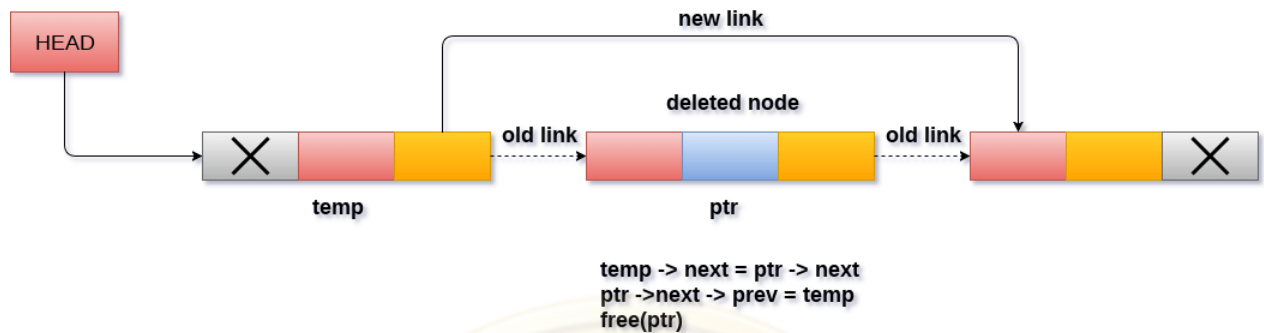 new link
HEAD
deleted node
old link
old link
temp
ptr
temp -> next = ptr -> next
ptr ->next -> prev = temp
free(ptr)